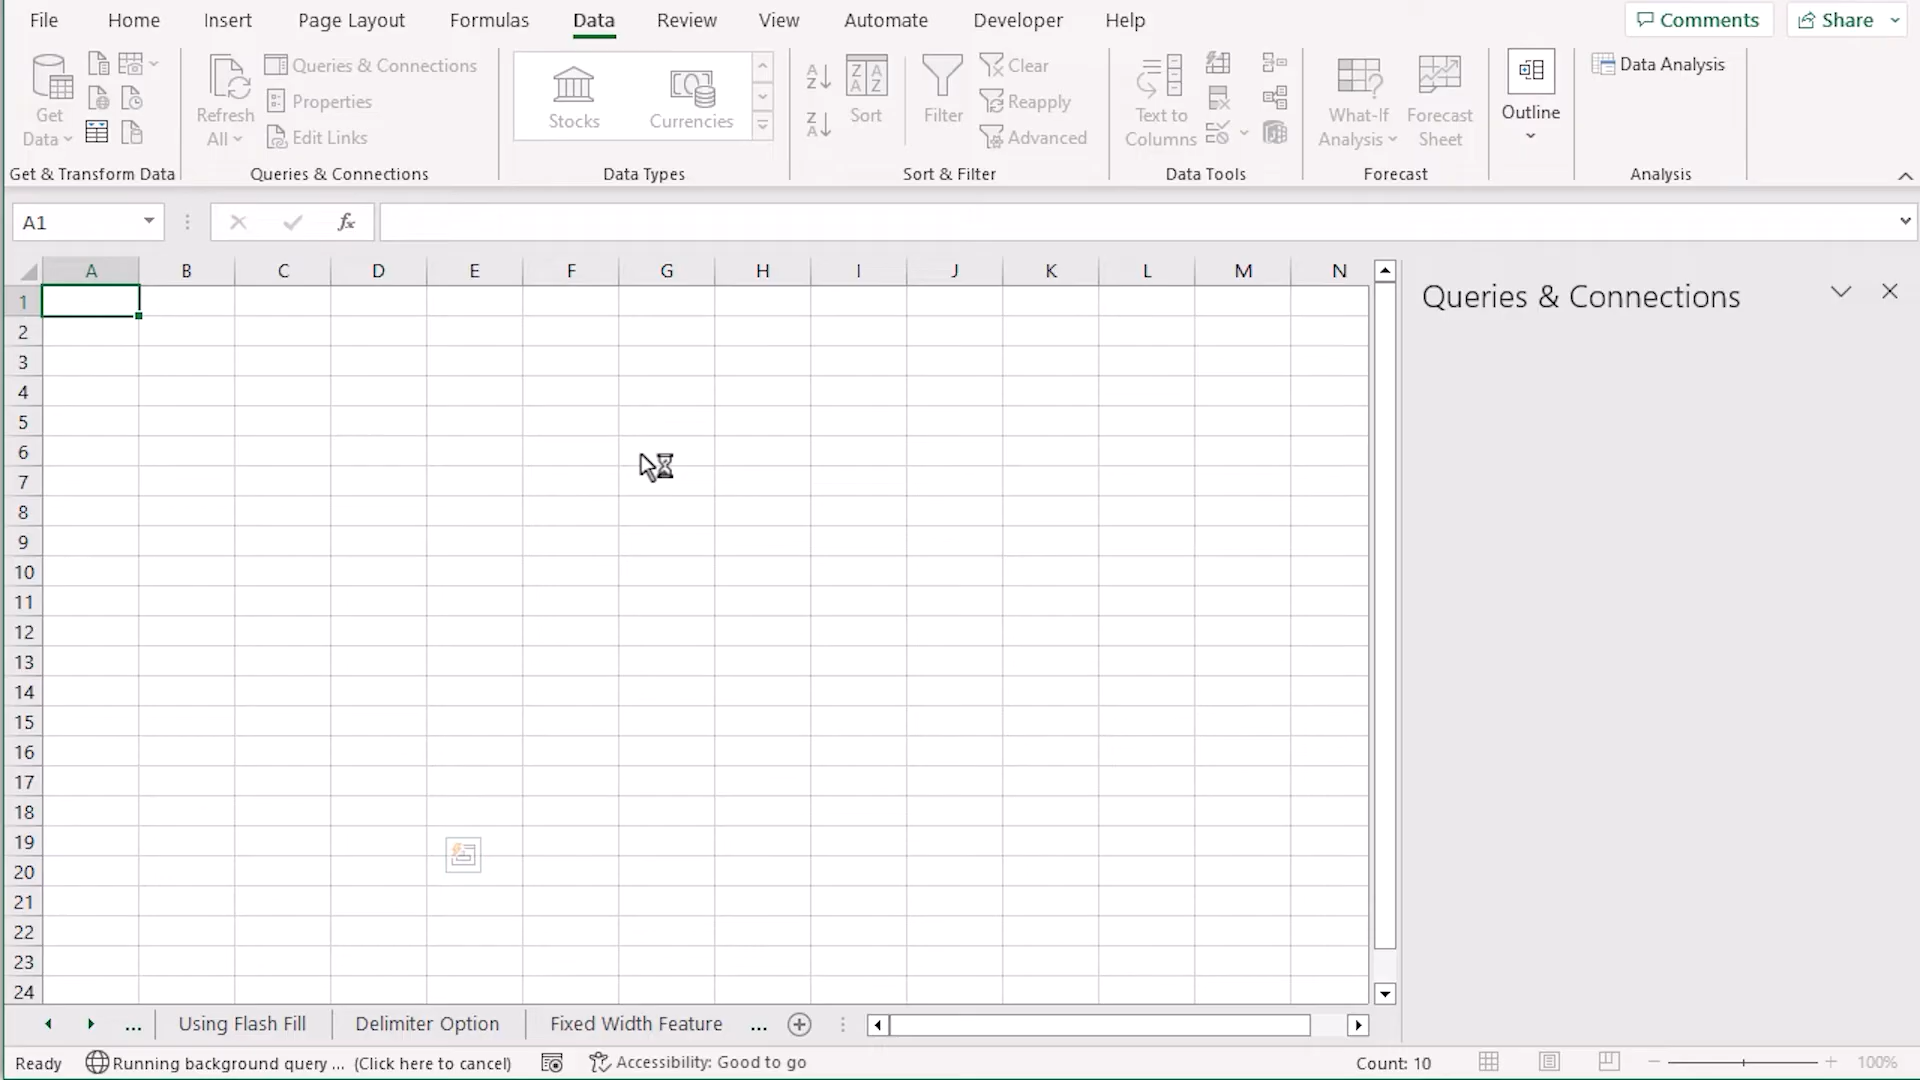 File Home Insert Page Layout Formulas Data Review View Automate Developer Help Comments Share
Get Data
Refresh All
Queries & Connections
Properties
Edit Links
Stocks
Currencies
A Z
Z A
Z A A Z
Sort
Filter
Clear
Reapply
Advanced
Text to Columns
What-If Analysis
Forecast Sheet
Outline
Data Analysis
Get & Transform Data Queries & Connections Data Types Sort & Filter Data Tools Forecast Analysis
A1 fx
A B C D E F G H I J K L M N
Queries & Connections
1
2
3
4
5
6
7
8
9
10
11
12
13
14
15
16
17
18
19
20
21
22
23
24
... Using Flash Fill Delimiter Option Fixed Width Feature ...
Ready Running background query ... (Click here to cancel) Accessibility: Good to go Count: 10 100%